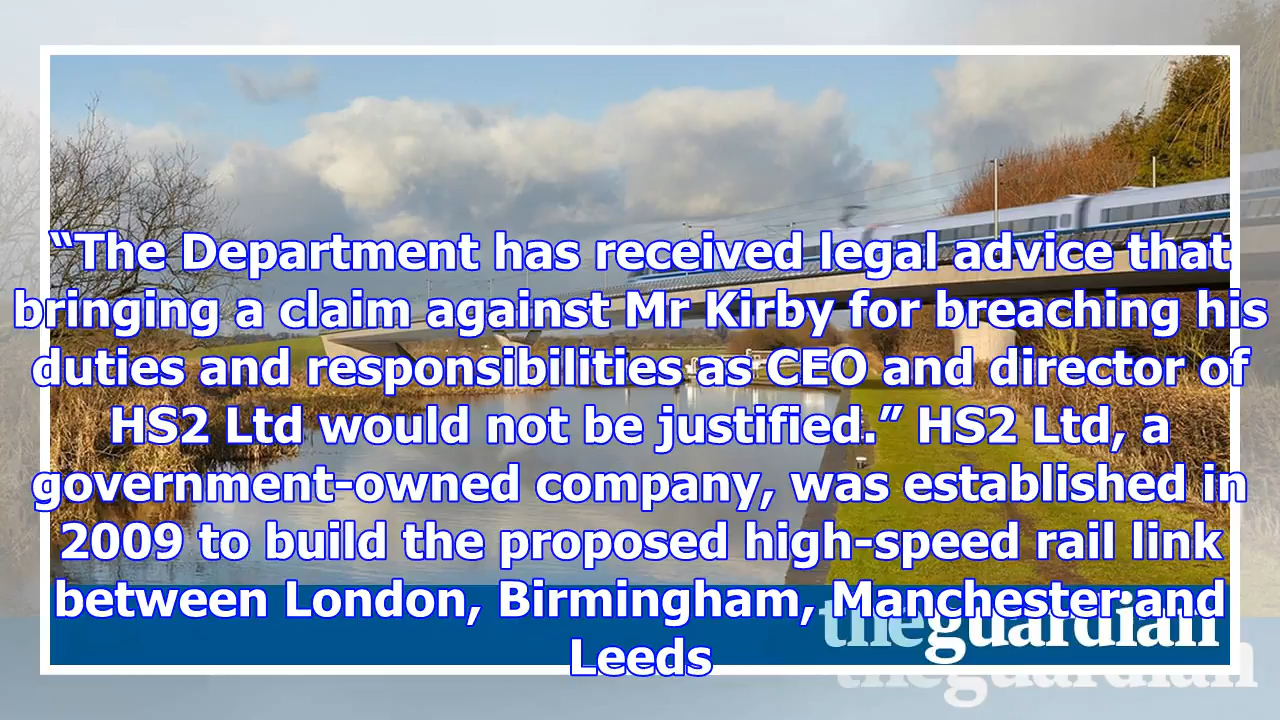 “The Department has received legal advice that
bringing a claim against Mr Kirby for breaching his
duties and responsibilities as CEO and director of
HS2 Ltd would not be justified.” HS2 Ltd, a
government-owned company, was established in
2009 to build the proposed high-speed rail link
between London, Birmingham, Manchester and
Leeds
theguardian
theguardian